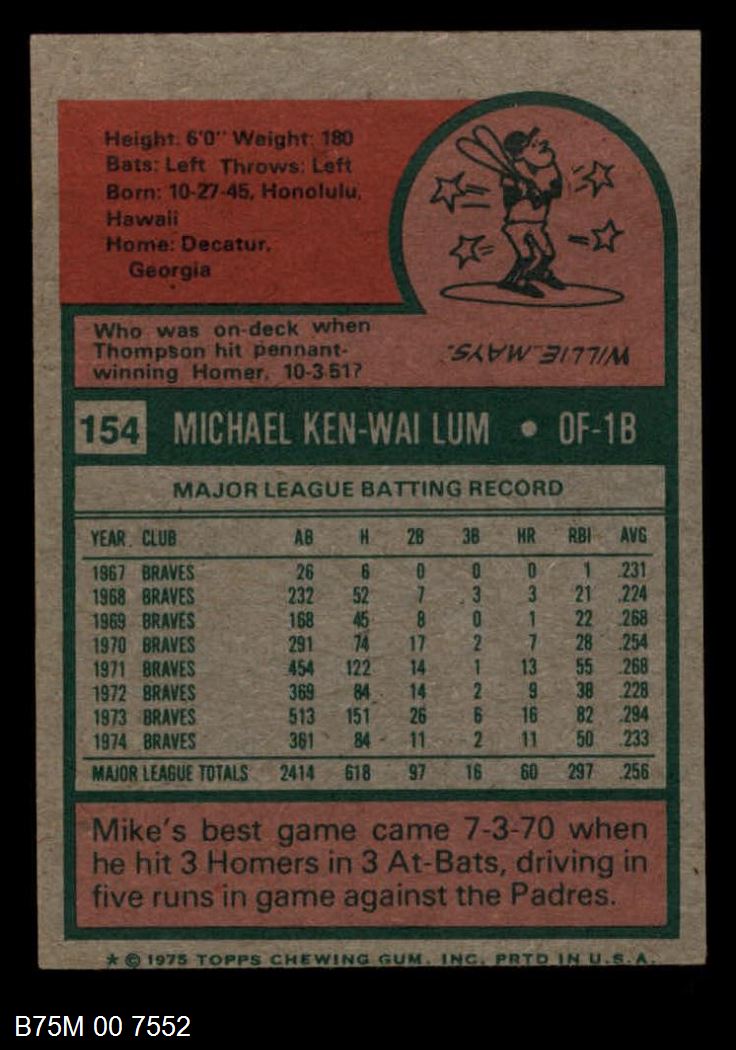 Height: 6'0" Weight: 180
Bats: Left Throws: Left
Born: 10-27-45, Honolulu,
Hawaii
Home: Decatur,
Georgia
Who was on-deck when
Thompson hit pennant-
winning Homer, 10-3-51?
WILLIE MAYS.
154 MICHAEL KEN-WAI LUM • OF-1B
MAJOR LEAGUE BATTING RECORD
YEAR CLUB AB H 2B 3B HR RBI AVG
1967 BRAVES 26 6 0 0 0 1 .231
1968 BRAVES 232 52 7 3 3 21 .224
1969 BRAVES 168 45 8 0 1 22 .268
1970 BRAVES 291 74 17 2 7 28 .254
1971 BRAVES 454 122 14 1 13 55 .268
1972 BRAVES 369 84 14 2 9 38 .228
1973 BRAVES 513 151 26 6 16 82 .294
1974 BRAVES 361 84 11 2 11 50 .233
MAJOR LEAGUE TOTALS 2414 618 97 16 60 297 .256
Mike's best game came 7-3-70 when
he hit 3 Homers in 3 At-Bats, driving in
five runs in game against the Padres.
* © 1975 TOPPS CHEWING GUM, INC. PRTD IN U.S.A.
B75M 00 7552